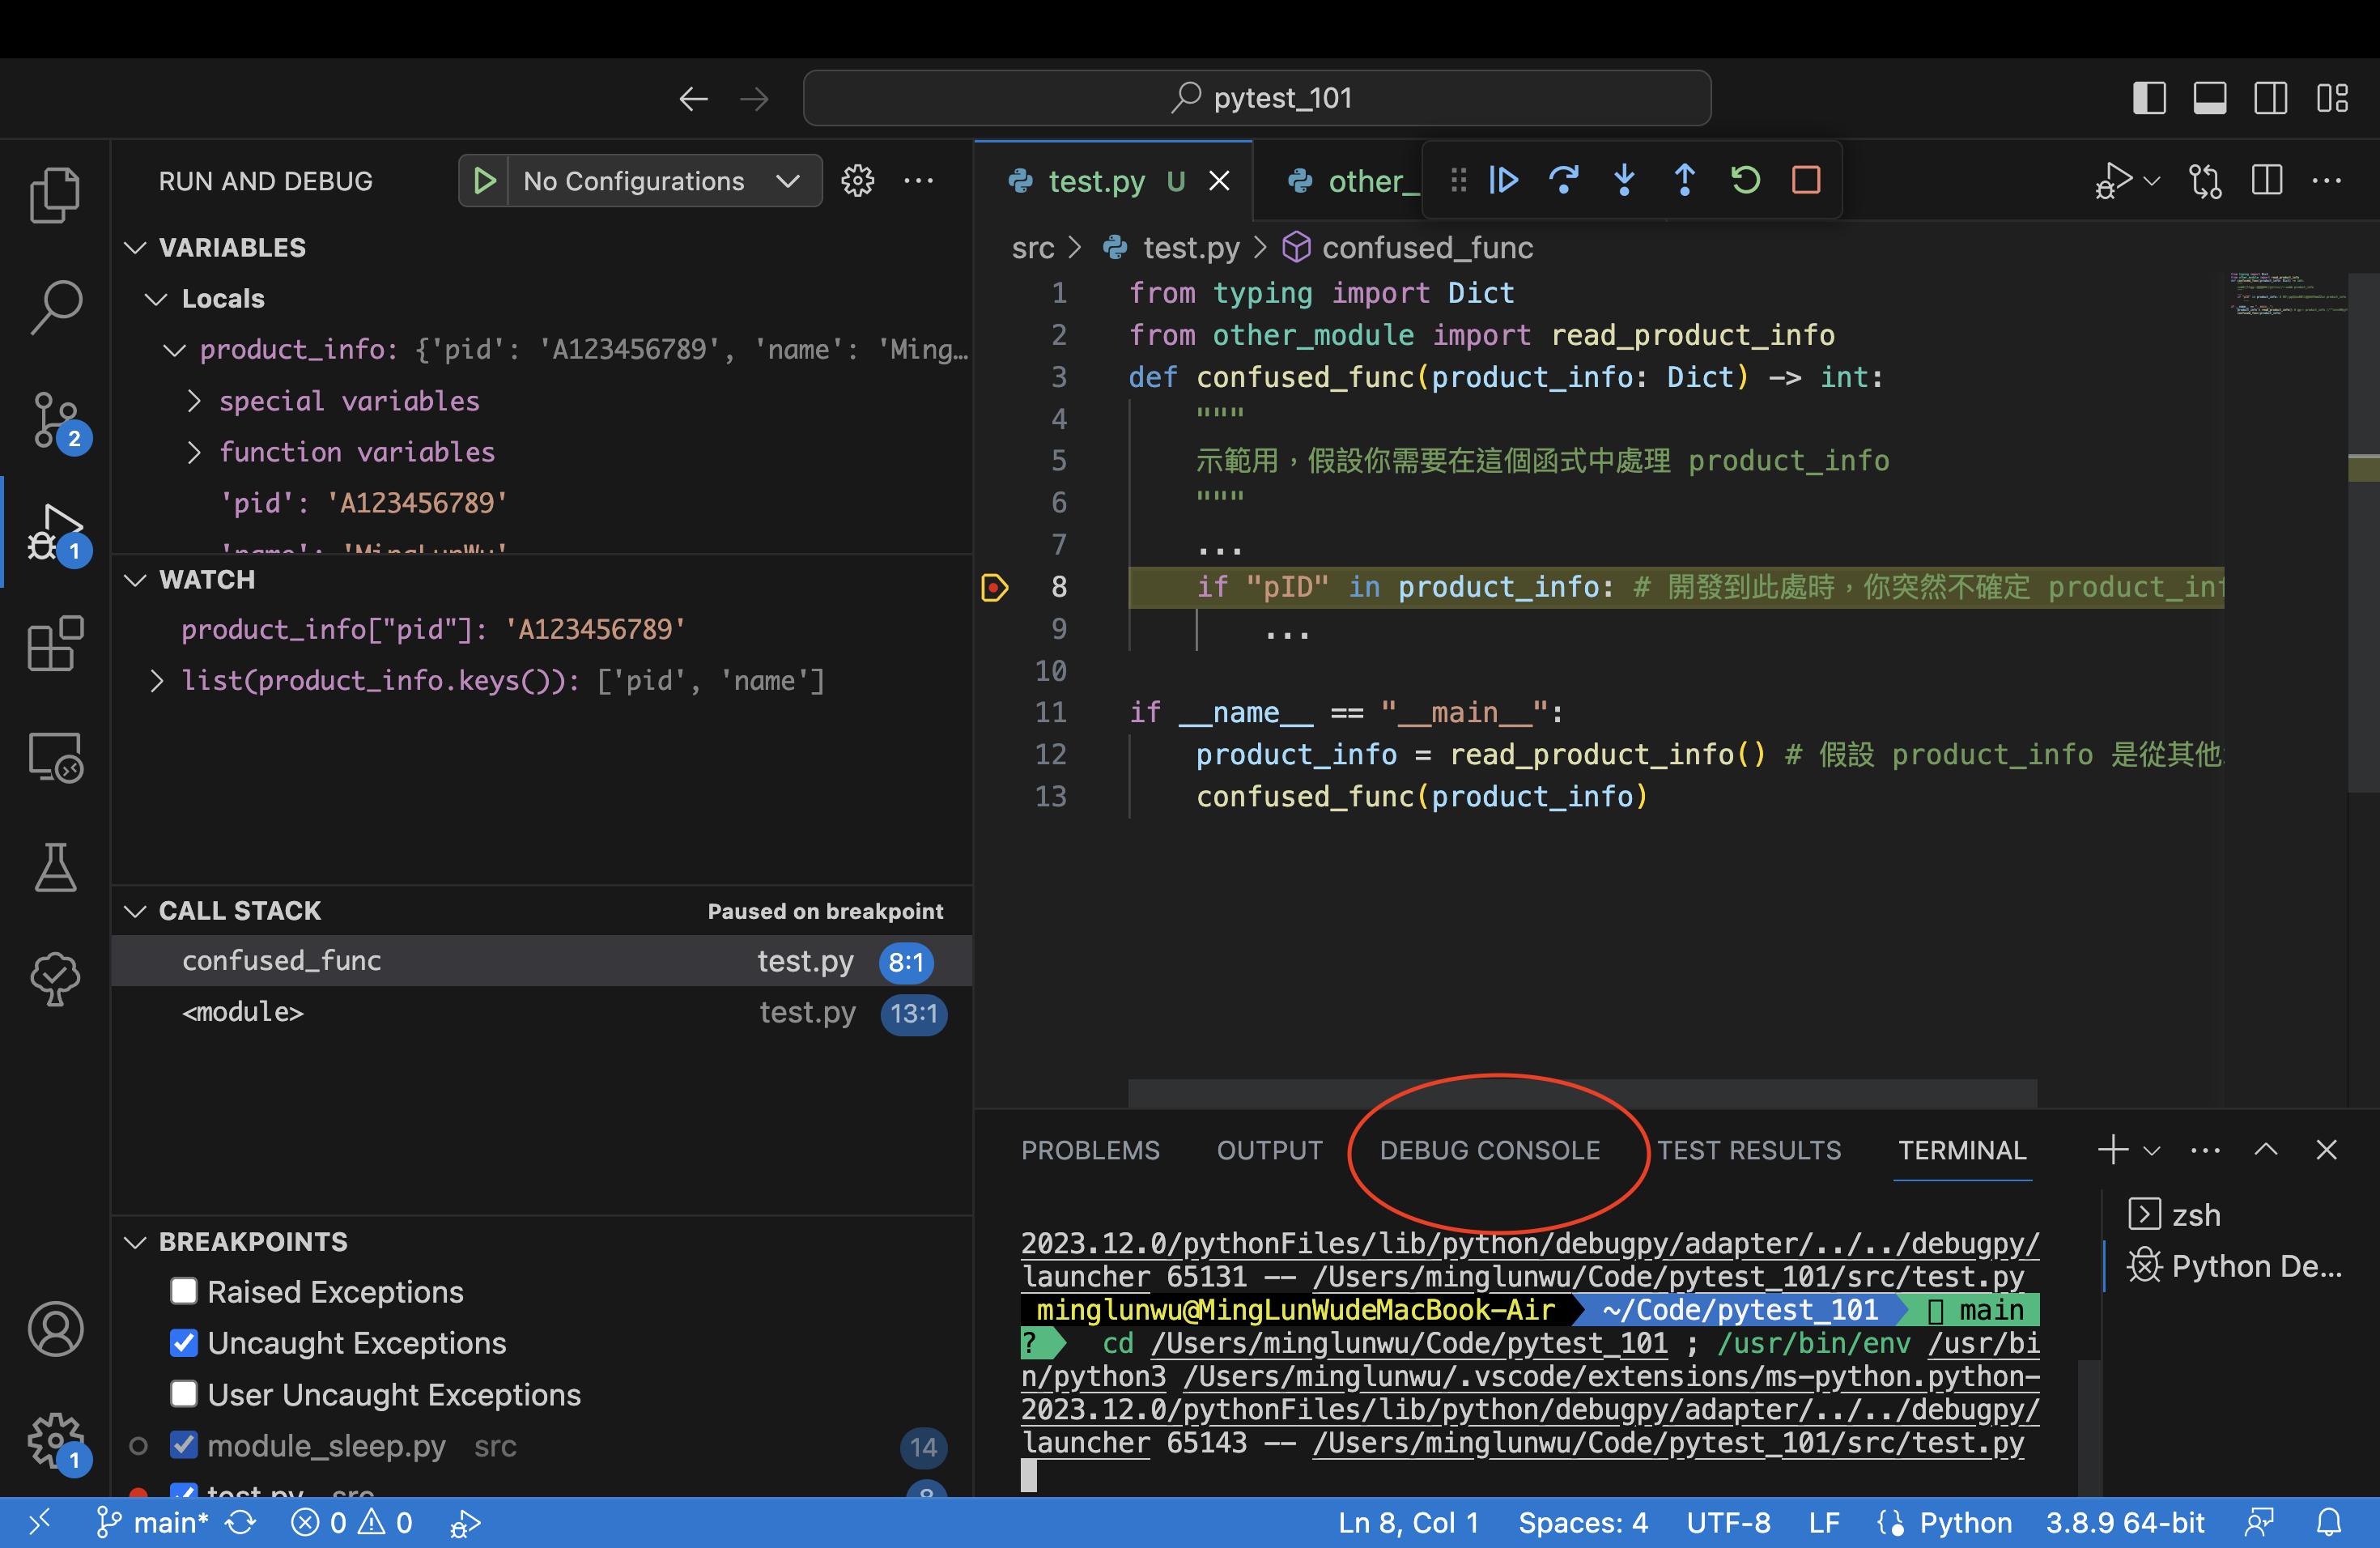 pytest_101
RUN AND DEBUG
No Configurations
VARIABLES
Locals
product_info: {'pid': 'A123456789', 'name': 'Ming…
special variables
function variables
'pid': 'A123456789'
'name': 'MingLunWu'
WATCH
product_info["pid"]: 'A123456789'
list(product_info.keys()): ['pid', 'name']
CALL STACK
Paused on breakpoint
confused_func test.py 8:1
<module> test.py 13:1
BREAKPOINTS
Raised Exceptions
Uncaught Exceptions
User Uncaught Exceptions
module_sleep.py src 14
test.py src 8
2
1
1
test.py U
other_
src > test.py > confused_func
1 from typing import Dict
2 from other_module import read_product_info
3 def confused_func(product_info: Dict) -> int:
4 """
5 示範用，假設你需要在這個函式中處理 product_info
6 """
7 ...
8 if "pID" in product_info: # 開發到此處時，你突然不確定 product_inf
9 ...
10
11 if __name__ == "__main__":
12 product_info = read_product_info() # 假設 product_info 是從其他
13 confused_func(product_info)
PROBLEMS OUTPUT DEBUG CONSOLE TEST RESULTS TERMINAL
2023.12.0/pythonFiles/lib/python/debugpy/adapter/../../debugpy/
launcher 65131 -- /Users/minglunwu/Code/pytest_101/src/test.py
minglunwu@MingLunWudeMacBook-Air ~/Code/pytest_101 main
? cd /Users/minglunwu/Code/pytest_101 ; /usr/bin/env /usr/bi
n/python3 /Users/minglunwu/.vscode/extensions/ms-python.python-
2023.12.0/pythonFiles/lib/python/debugpy/adapter/../../debugpy/
launcher 65143 -- /Users/minglunwu/Code/pytest_101/src/test.py
zsh
Python De...
main* 0 0
Ln 8, Col 1 Spaces: 4 UTF-8 LF Python 3.8.9 64-bit